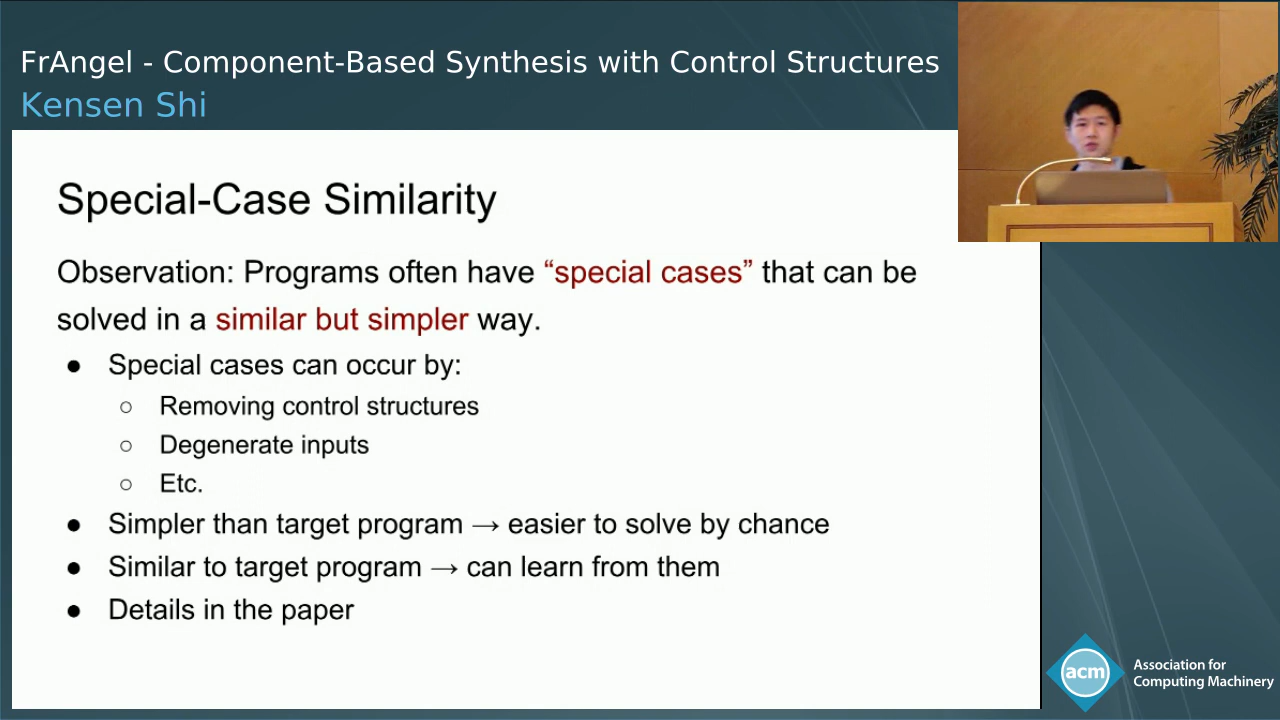 FrAngel - Component-Based Synthesis with Control Structures
Kensen Shi
Special-Case Similarity
Observation: Programs often have “special cases” that can be
solved in a similar but simpler way.
● Special cases can occur by:
○ Removing control structures
○ Degenerate inputs
○ Etc.
● Simpler than target program → easier to solve by chance
● Similar to target program → can learn from them
● Details in the paper
acm
Association for
Computing Machinery